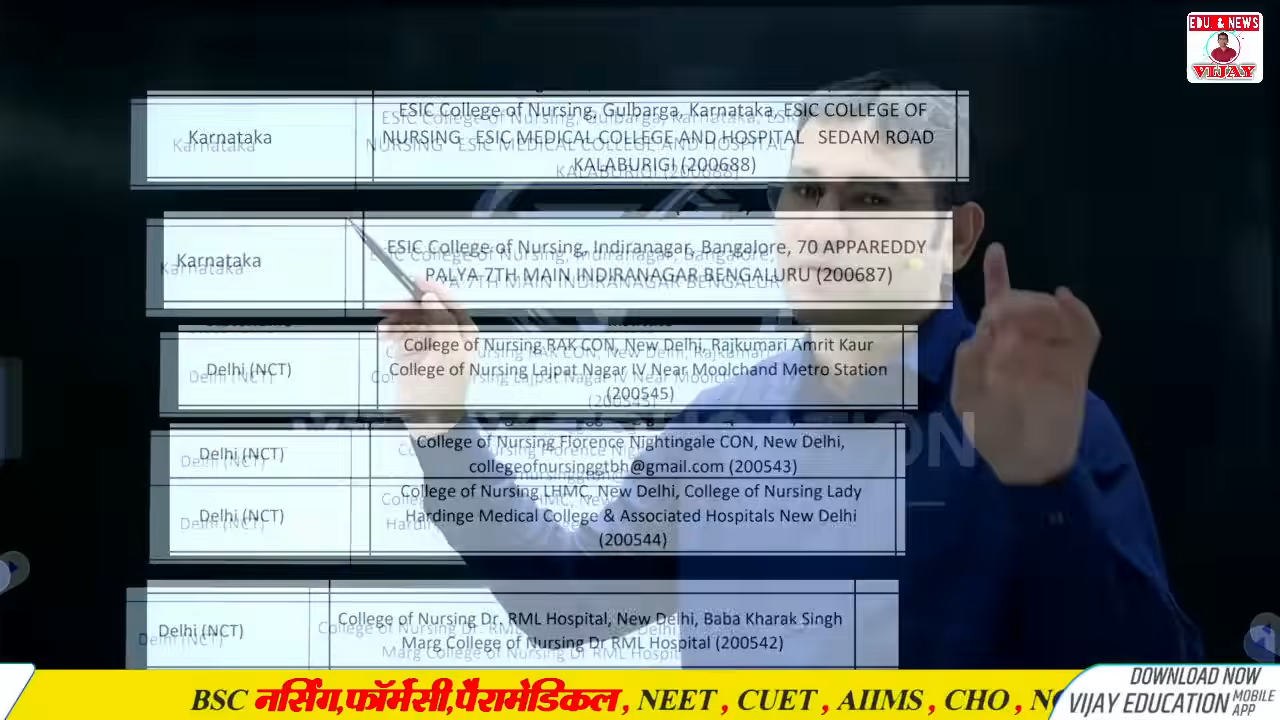 EDU. & NEWS
VIJAY
Karnataka
ESIC College of Nursing, Gulbarga, Karnataka, ESIC COLLEGE OF
NURSING ESIC MEDICAL COLLEGE AND HOSPITAL SEDAM ROAD
KALABURIGI (200688)
Karnataka
ESIC College of Nursing, Indiranagar, Bangalore, 70 APPAREDDY
PALYA 7TH MAIN INDIRANAGAR BENGALURU (200687)
Delhi (NCT)
College of Nursing RAK CON, New Delhi, Rajkumari Amrit Kaur
College of Nursing Lajpat Nagar IV Near Moolchand Metro Station
(200545)
Delhi (NCT)
College of Nursing Florence Nightingale CON, New Delhi,
collegeofnursinggtbh@gmail.com (200543)
Delhi (NCT)
College of Nursing LHMC, New Delhi, College of Nursing Lady
Hardinge Medical College & Associated Hospitals New Delhi
(200544)
Delhi (NCT)
College of Nursing Dr. RML Hospital, New Delhi, Baba Kharak Singh
Marg College of Nursing Dr RML Hospital (200542)
BSC नर्सिंग,फॉर्मेसी,पैरामेडिकल , NEET , CUET , AIIMS , CHO ,
DOWNLOAD NOW
VIJAY EDUCATION MOBILE APP